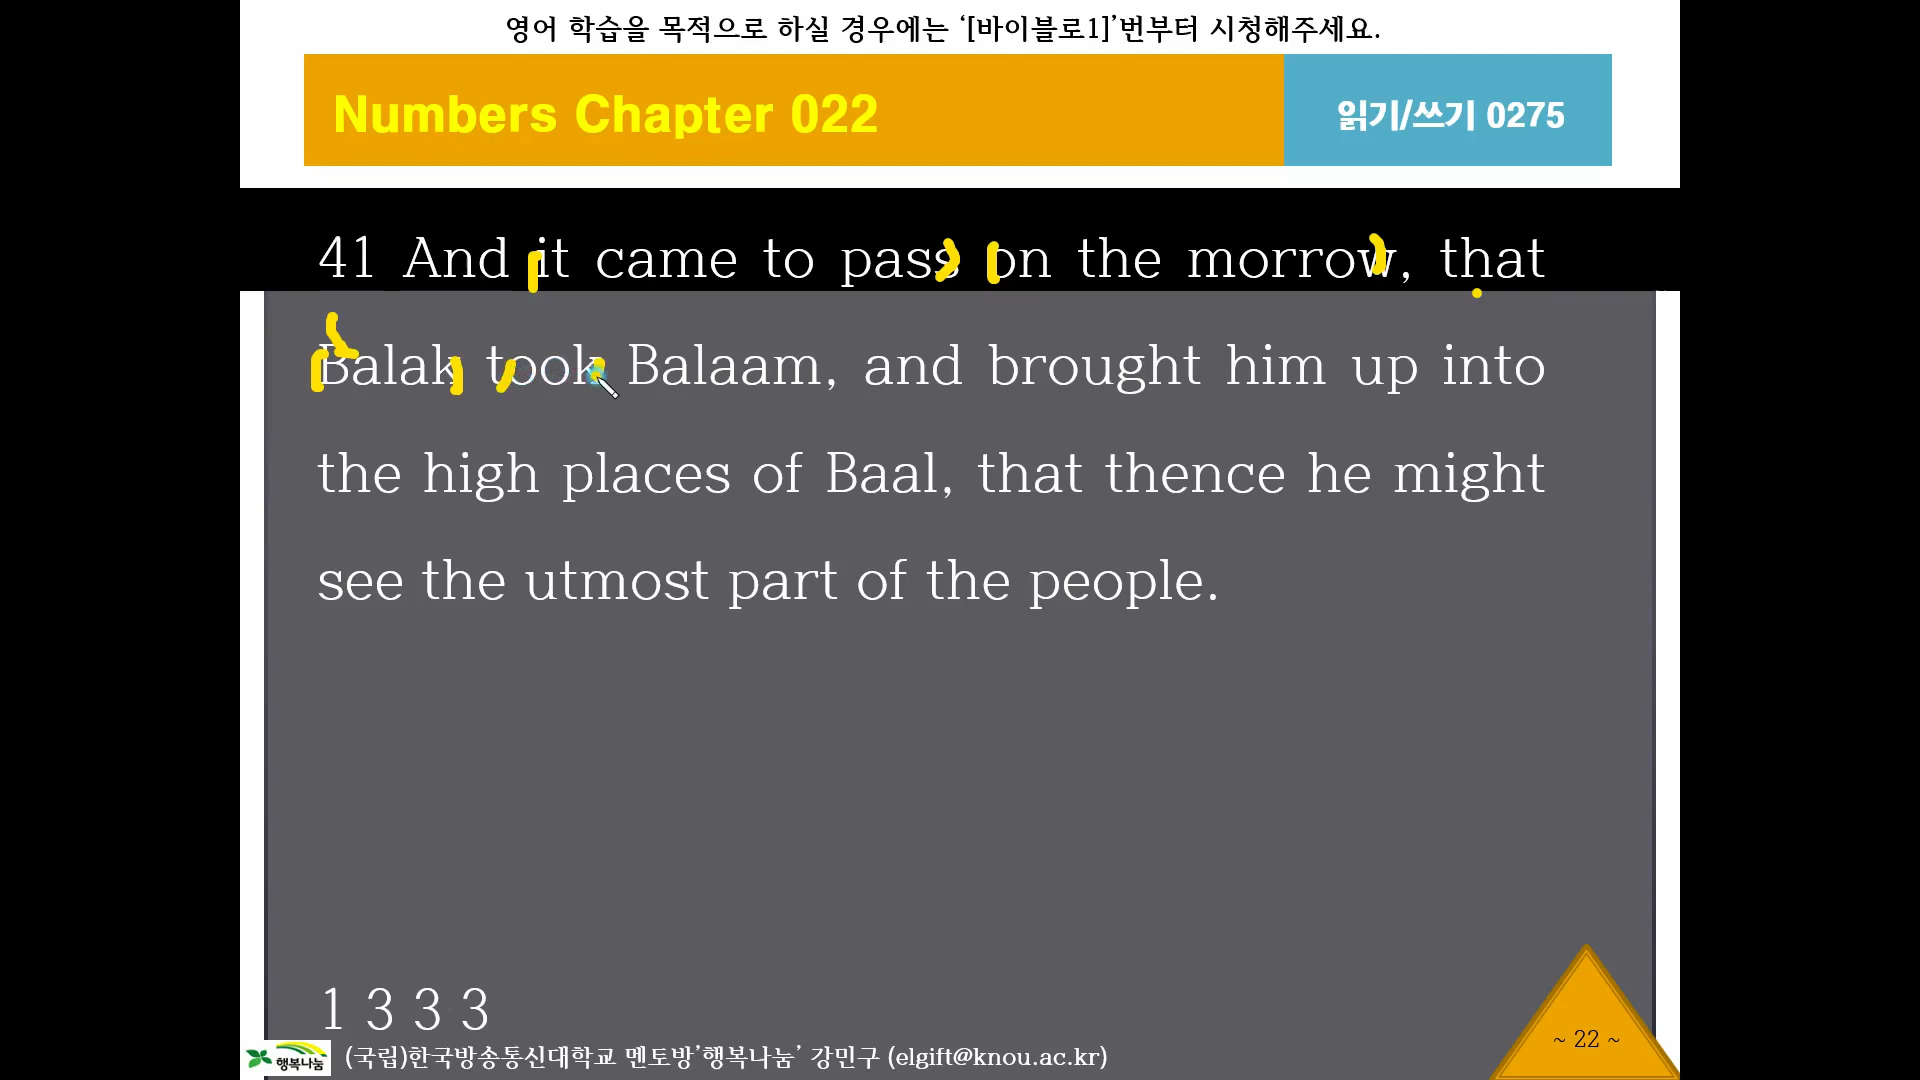 영어 학습을 목적으로 하실 경우에는 ‘[바이블로1]’번부터 시청해주세요.
Numbers Chapter 022
읽기/쓰기 0275
41 And it came to pass on the morrow, that
Balak took Balaam, and brought him up into
the high places of Baal, that thence he might
see the utmost part of the people.
1 3 3 3
~ 22 ~
행복나눔
(국립)한국방송통신대학교 멘토방’행복나눔’ 강민구 (elgift@knou.ac.kr)